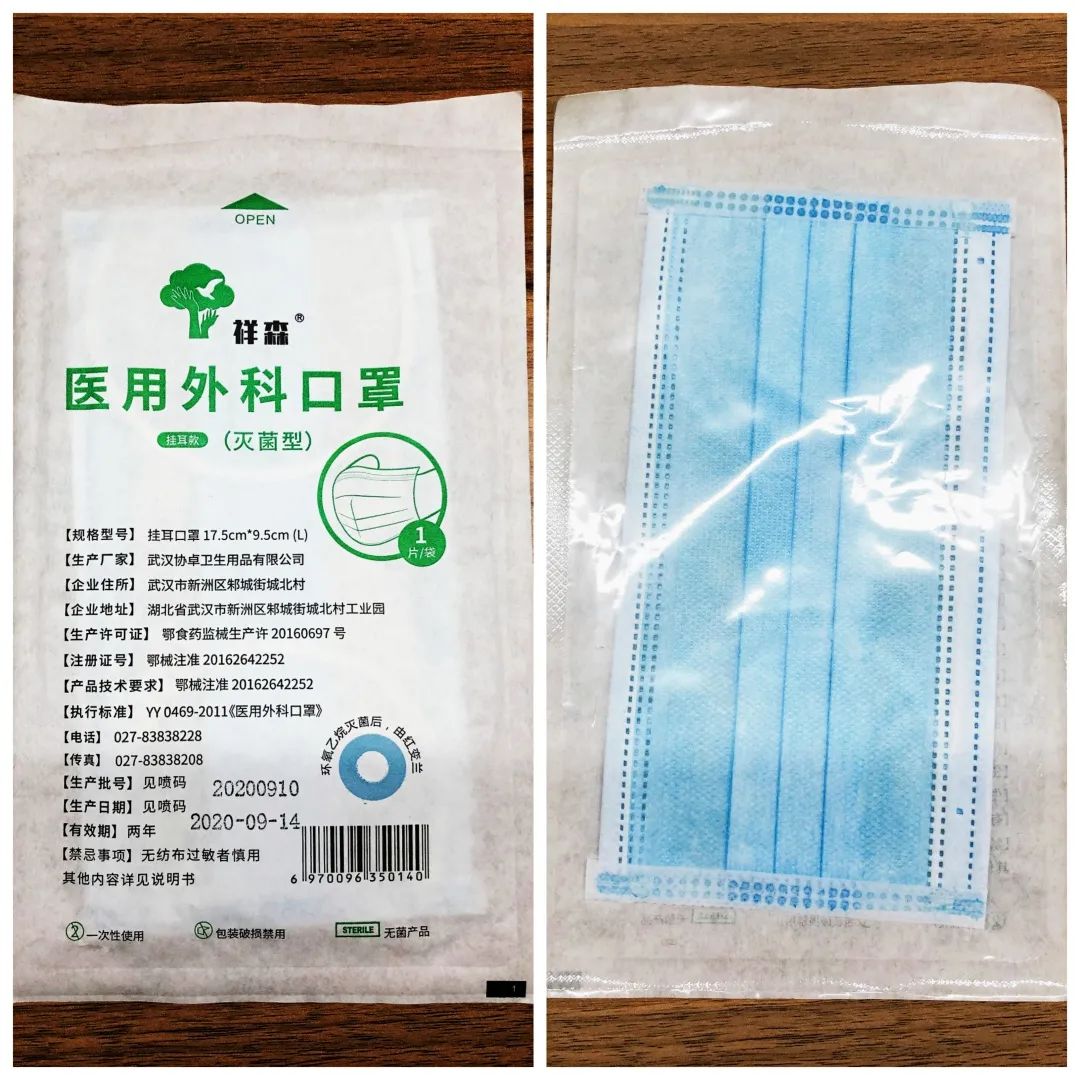 OPEN
祥森®
医用外科口罩
挂耳款 (灭菌型)
1
片/袋
【规格型号】 挂耳口罩 17.5cm*9.5cm (L)
【生产厂家】 武汉协卓卫生用品有限公司
【企业住所】 武汉市新洲区邾城街城北村
【企业地址】 湖北省武汉市新洲区邾城街城北村工业园
【生产许可证】 鄂食药监械生产许 20160697 号
【注册证号】 鄂械注准 20162642252
【产品技术要求】 鄂械注准 20162642252
【执行标准】 YY 0469-2011《医用外科口罩》
【电话】 027-83838228
【传真】 027-83838208
环氧乙烷灭菌后，由红变兰
【生产批号】 见喷码 20200910
【生产日期】 见喷码
2020-09-14
【有效期】 两年
【禁忌事项】 无纺布过敏者慎用
其他内容详见说明书
6 970096 350140
2 一次性使用 包装破损禁用 STERILE 无菌产品
1